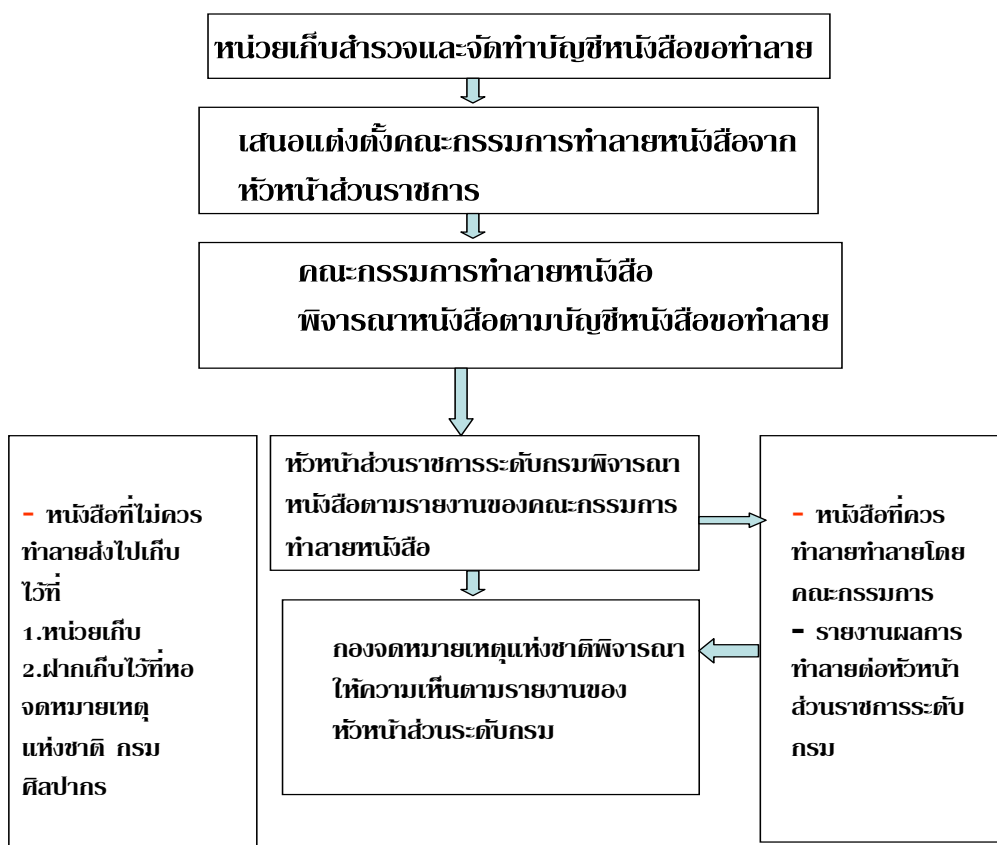 หน่วยเก็บสำรวจและจัดทำบัญชีหนังสือขอทำลาย
เสนอแต่งตั้งคณะกรรมการทำลายหนังสือจาก
หัวหน้าส่วนราชการ
คณะกรรมการทำลายหนังสือ
พิจารณาหนังสือตามบัญชีหนังสือขอทำลาย
- หนังสือที่ไม่ควร
ทำลายส่งไปเก็บ
ไว้ที่
1.หน่วยเก็บ
2.ฝากเก็บไว้ที่หอ
จดหมายเหตุ
แห่งชาติ กรม
ศิลปากร
หัวหน้าส่วนราชการระดับกรมพิจารณา
หนังสือตามรายงานของคณะกรรมการ
ทำลายหนังสือ
กองจดหมายเหตุแห่งชาติพิจารณา
ให้ความเห็นตามรายงานของ
หัวหน้าส่วนระดับกรม
- หนังสือที่ควร
ทำลายทำลายโดย
คณะกรรมการ
- รายงานผลการ
ทำลายต่อหัวหน้า
ส่วนราชการระดับ
กรม